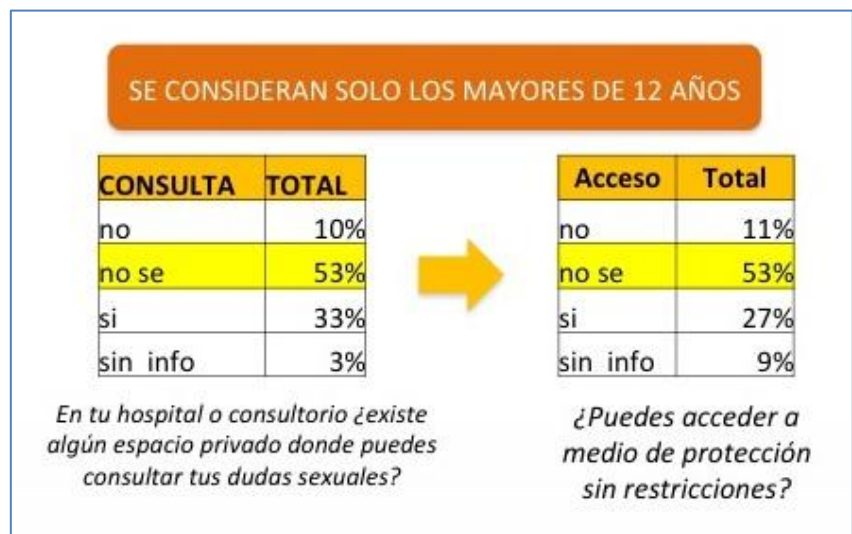 SE CONSIDERAN SOLO LOS MAYORES DE 12 AÑOS
CONSULTA TOTAL
no 10%
no se 53%
si 33%
sin info 3%
En tu hospital o consultorio ¿existe
algún espacio privado donde puedes
consultar tus dudas sexuales?
Acceso Total
no 11%
no se 53%
si 27%
sin info 9%
¿Puedes acceder a
medio de protección
sin restricciones?